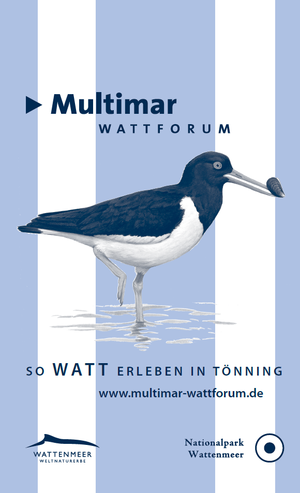 Multimar
WATTFORUM
SO WATT ERLEBEN IN TÖNNING
www.multimar-wattforum.de
WATTENMEER
WELTNATURERBE
Nationalpark
Wattenmeer